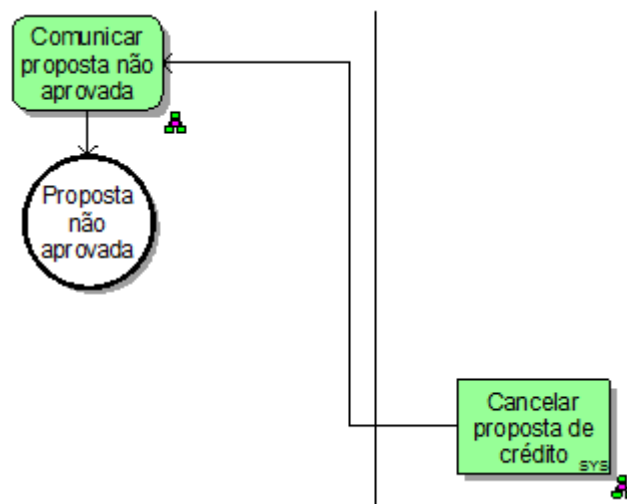 Comunicar
proposta não
aprovada
Proposta
não
aprovada
Cancelar
proposta de
crédito
SYS